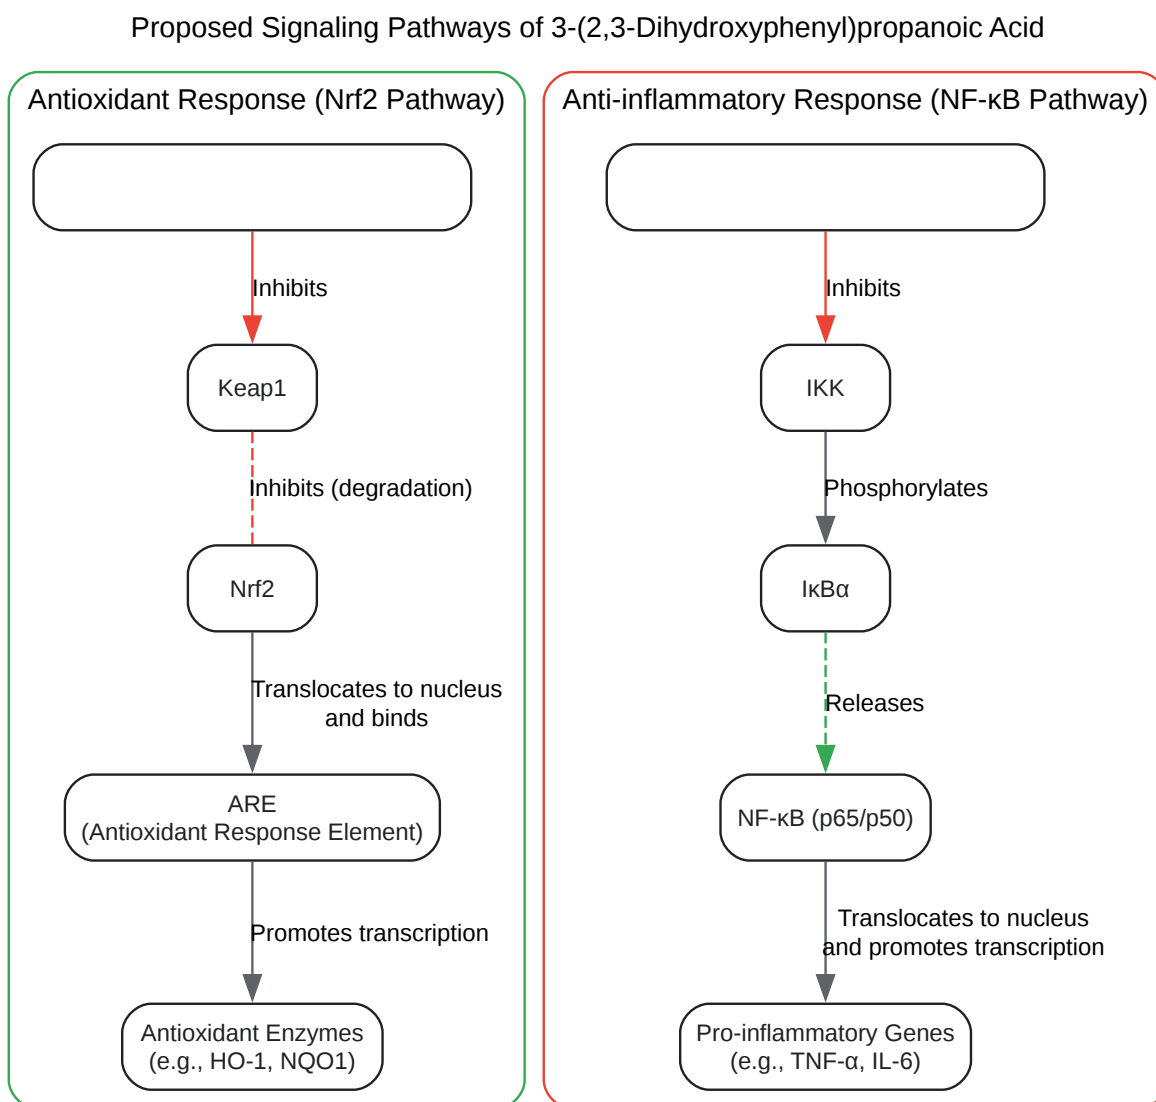 Proposed Signaling Pathways of 3-(2,3-Dihydroxyphenyl)propanoic Acid
Antioxidant Response (Nrf2 Pathway)
Inhibits
Keap1
Inhibits (degradation)
Nrf2
Translocates to nucleus
and binds
ARE
(Antioxidant Response Element)
Promotes transcription
Antioxidant Enzymes
(e.g., HO-1, NQO1)
Anti-inflammatory Response (NF-κB Pathway)
Inhibits
IKK
Phosphorylates
IκBα
Releases
NF-κB (p65/p50)
Translocates to nucleus
and promotes transcription
Pro-inflammatory Genes
(e.g., TNF-α, IL-6)